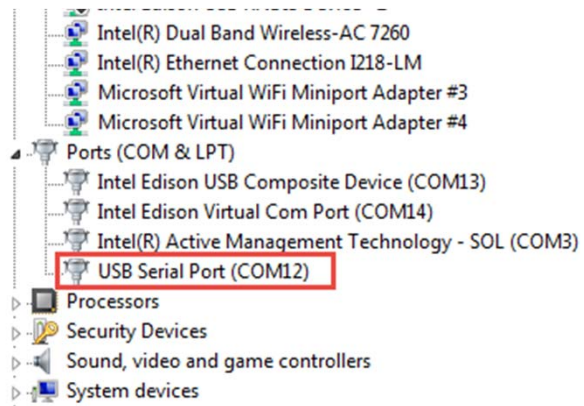 Intel(R) Dual Band Wireless-AC 7260
Intel(R) Ethernet Connection I218-LM
Microsoft Virtual WiFi Miniport Adapter #3
Microsoft Virtual WiFi Miniport Adapter #4
Ports (COM & LPT)
Intel Edison USB Composite Device (COM13)
Intel Edison Virtual Com Port (COM14)
Intel(R) Active Management Technology - SOL (COM3)
USB Serial Port (COM12)
Processors
Security Devices
Sound, video and game controllers
System devices